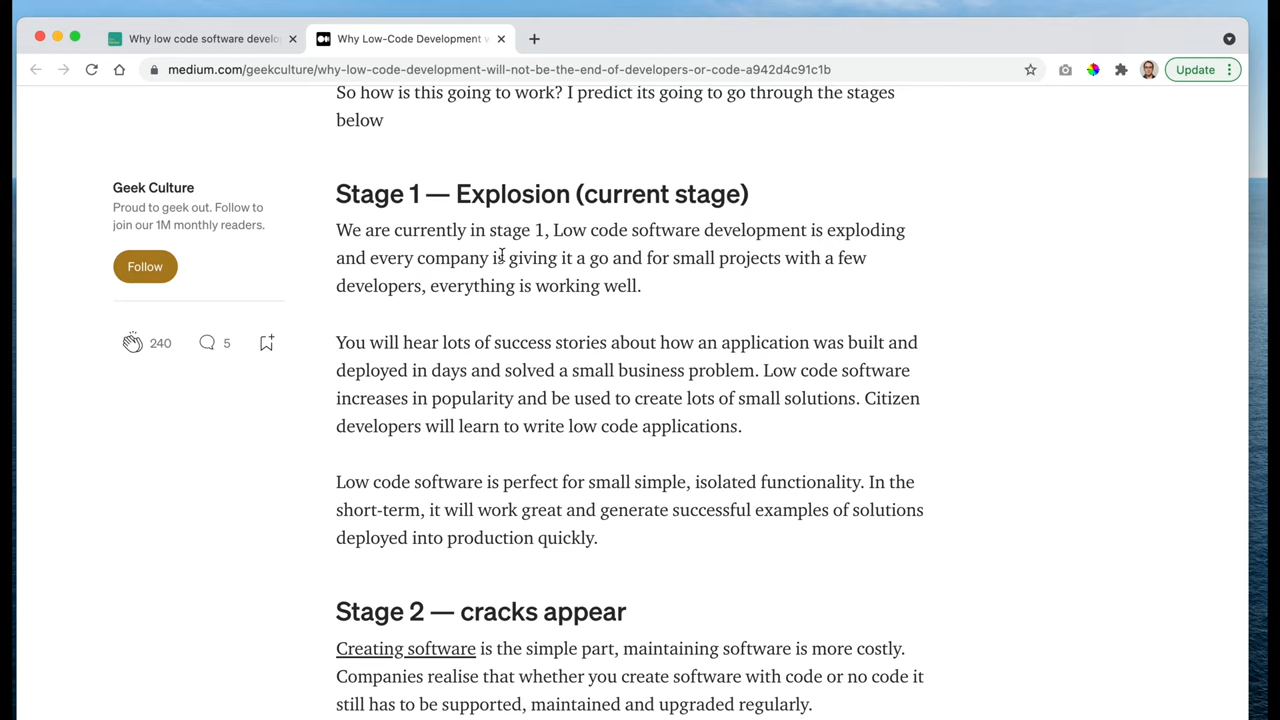 Why low code software develo
Why Low-Code Development w
medium.com/geekculture/why-low-code-development-will-not-be-the-end-of-developers-or-code-a942d4c91c1b
Update
So how is this going to work? I predict its going to go through the stages
below
Geek Culture
Proud to geek out. Follow to
join our 1M monthly readers.
Follow
240
5
Stage 1 — Explosion (current stage)
We are currently in stage 1, Low code software development is exploding
and every company is giving it a go and for small projects with a few
developers, everything is working well.
You will hear lots of success stories about how an application was built and
deployed in days and solved a small business problem. Low code software
increases in popularity and be used to create lots of small solutions. Citizen
developers will learn to write low code applications.
Low code software is perfect for small simple, isolated functionality. In the
short-term, it will work great and generate successful examples of solutions
deployed into production quickly.
Stage 2 — cracks appear
Creating software is the simple part, maintaining software is more costly.
Companies realise that whether you create software with code or no code it
still has to be supported, maintained and upgrad regularl